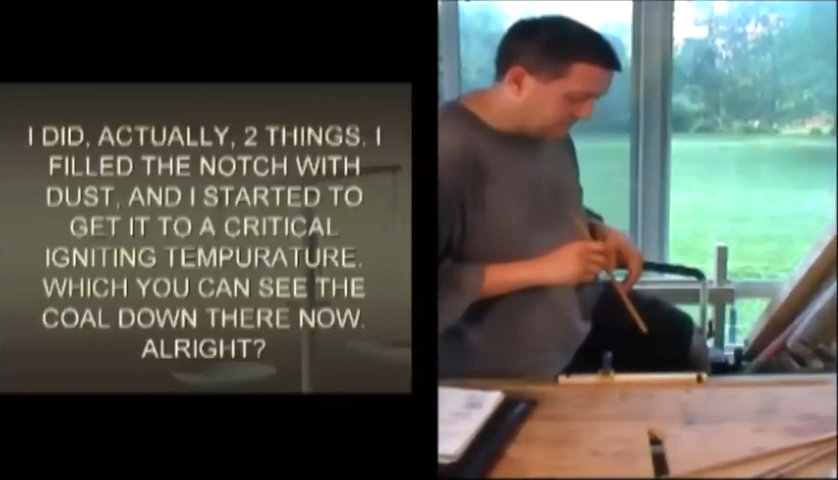 I DID, ACTUALLY, 2 THINGS. I
FILLED THE NOTCH WITH
DUST, AND I STARTED TO
GET IT TO A CRITICAL
IGNITING TEMPURATURE.
WHICH YOU CAN SEE THE
COAL DOWN THERE NOW.
ALRIGHT?